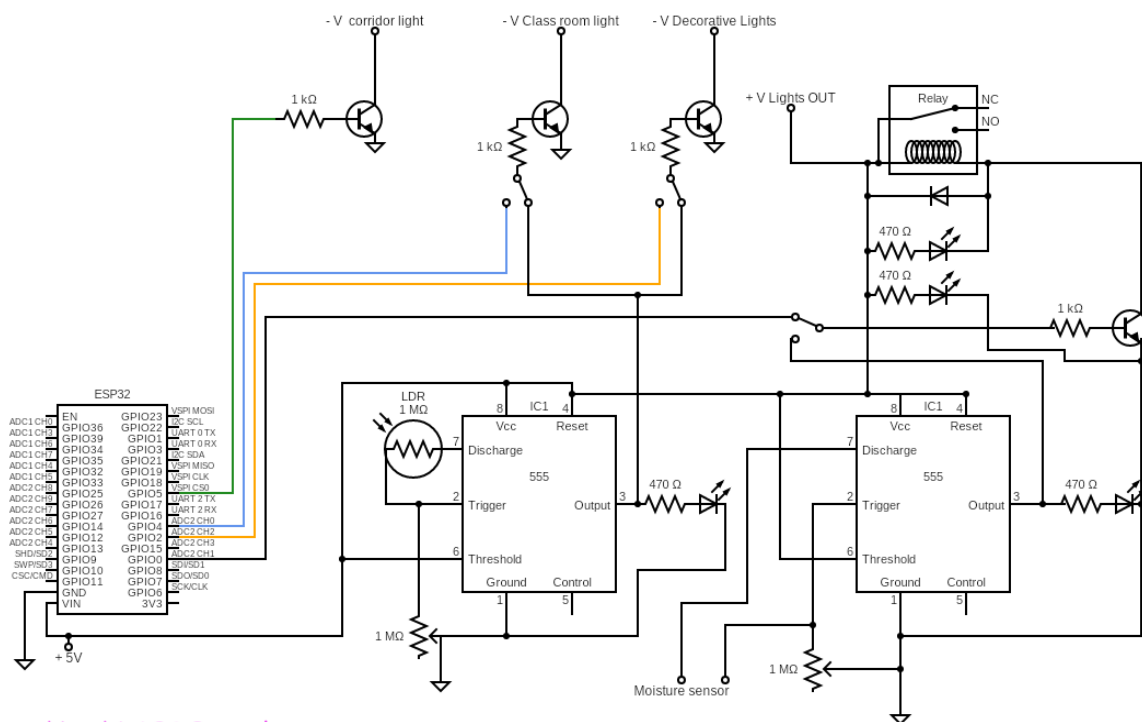 - V corridor light
- V Class room light
- V Decorative Lights
+ V Lights OUT
Relay
NC
NO
1 kΩ
1 kΩ
1 kΩ
470 Ω
470 Ω
1 kΩ
ESP32
EN
GPIO36
GPIO39
GPIO34
GPIO35
GPIO32
GPIO33
GPIO25
GPIO26
GPIO27
GPIO14
GPIO12
GPIO13
GPIO9
GPIO10
GPIO11
GND
VIN
GPIO23
GPIO22
GPIO1
GPIO3
GPIO21
GPIO19
GPIO18
GPIO5
GPIO17
GPIO16
GPIO4
GPIO2
GPIO15
GPIO0
GPIO8
GPIO7
GPIO6
3V3
ADC1 CH0
ADC1 CH3
ADC1 CH6
ADC1 CH7
ADC1 CH4
ADC1 CH5
ADC2 CH8
ADC2 CH9
ADC2 CH7
ADC2 CH6
ADC2 CH5
ADC2 CH4
SHD/SD2
SWP/SD3
CSC/CMD
VSPI MOSI
I2C SCL
UART 0 TX
UART 0 RX
I2C SDA
VSPI MISO
VSPI CLK
VSPI CS0
UART 2 TX
UART 2 RX
ADC2 CH0
ADC2 CH2
ADC2 CH3
ADC2 CH1
SDI/SD1
SDO/SD0
SCK/CLK
+ 5V
LDR
1 MΩ
IC1
8
4
Vcc
Reset
7
Discharge
555
2
Trigger
Output
3
6
Threshold
Ground
Control
1
5
470 Ω
1 MΩ
IC1
8
4
Vcc
Reset
7
Discharge
555
2
Trigger
Output
3
6
Threshold
Ground
Control
1
5
470 Ω
1 MΩ
Moisture sensor